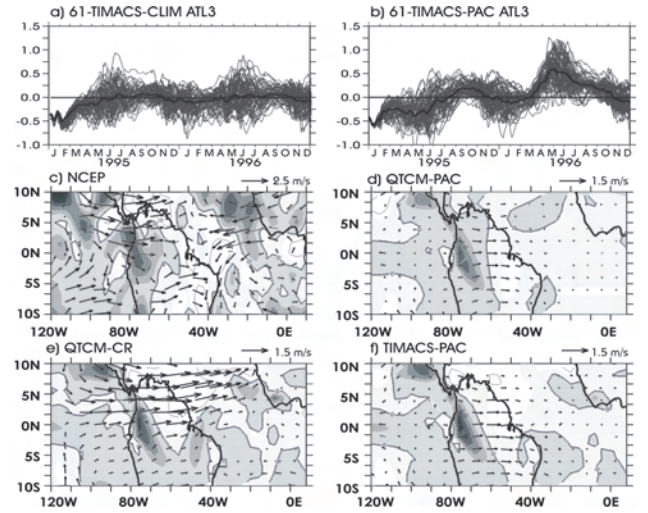 a) 61-TIMACS-CLIM ATL3
b) 61-TIMACS-PAC ATL3
1.5
1.0
0.5
0.0
-0.5
-1.0
J F M A M J J A S O N D J F M A M J J A S O N D
1995 1996
1.5
1.0
0.5
0.0
-0.5
-1.0
J F M A M J J A S O N D J F M A M J J A S O N D
1995 1996
c) NCEP 2.5 m/s
d) QTCM-PAC 1.5 m/s
10N
5N
0N
5S
10S
120W 80W 40W 0E
10N
5N
0N
5S
10S
120W 80W 40W 0E
e) QTCM-CR 1.5 m/s
f) TIMACS-PAC 1.5 m/s
10N
5N
0N
5S
10S
120W 80W 40W 0E
10N
5N
0N
5S
10S
120W 80W 40W 0E